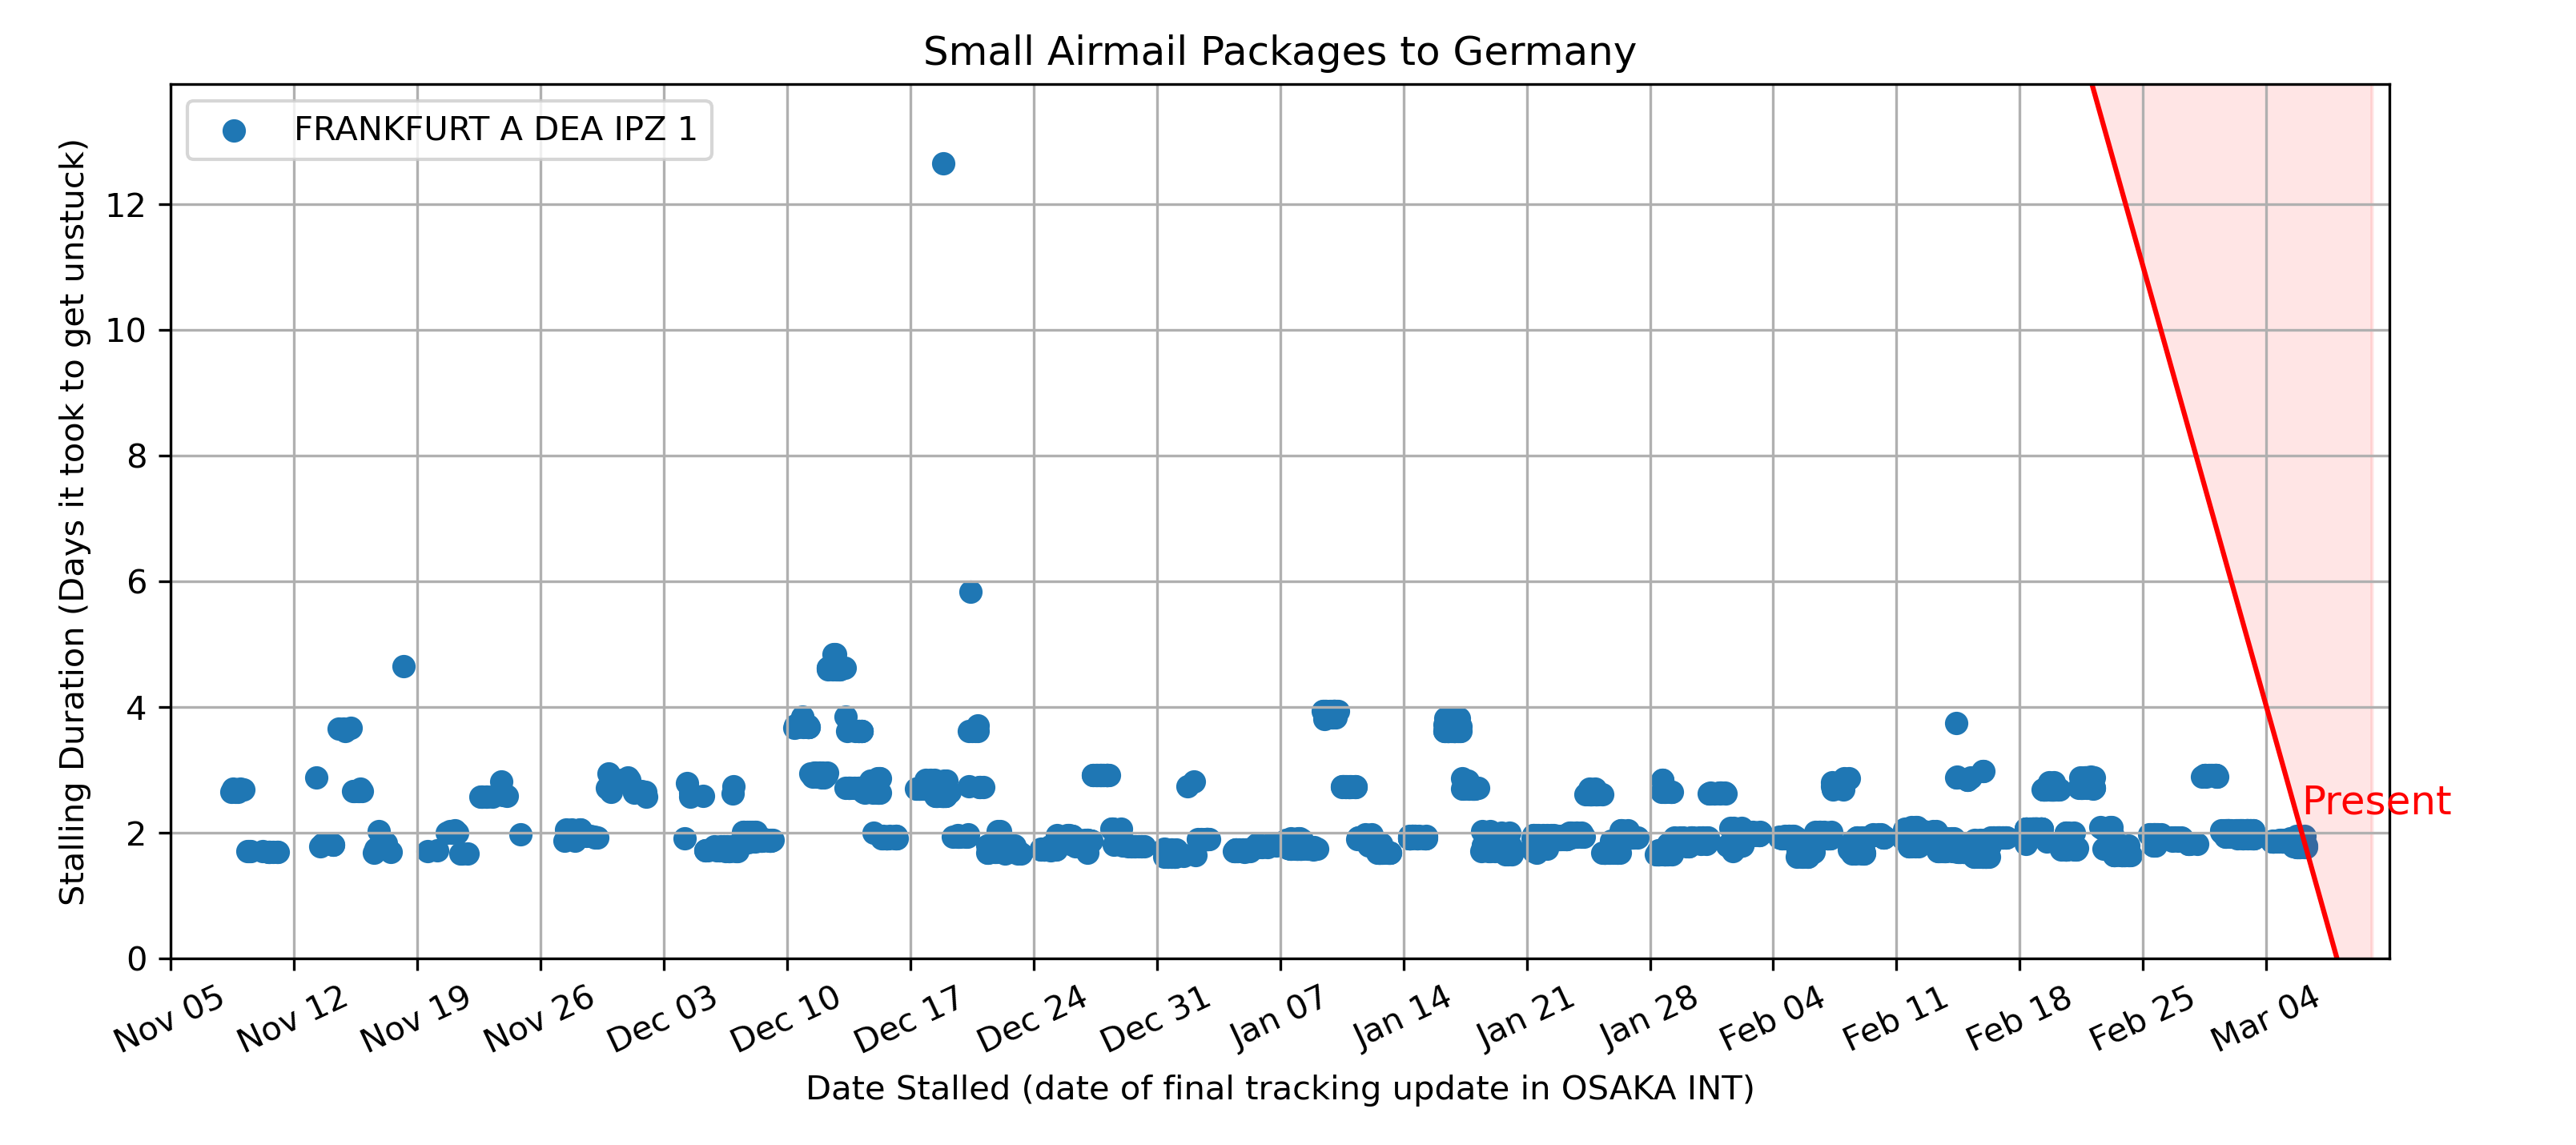 Small Airmail Packages to Germany
FRANKFURT A DEA IPZ 1
Stalling Duration (Days it took to get unstuck)
12
10
8
6
4
2
0
Present
Nov 05
Nov 12
Nov 19
Nov 26
Dec 03
Dec 10
Dec 17
Dec 24
Dec 31
Jan 07
Jan 14
Jan 21
Jan 28
Feb 04
Feb 11
Feb 18
Feb 25
Mar 04
Date Stalled (date of final tracking update in OSAKA INT)